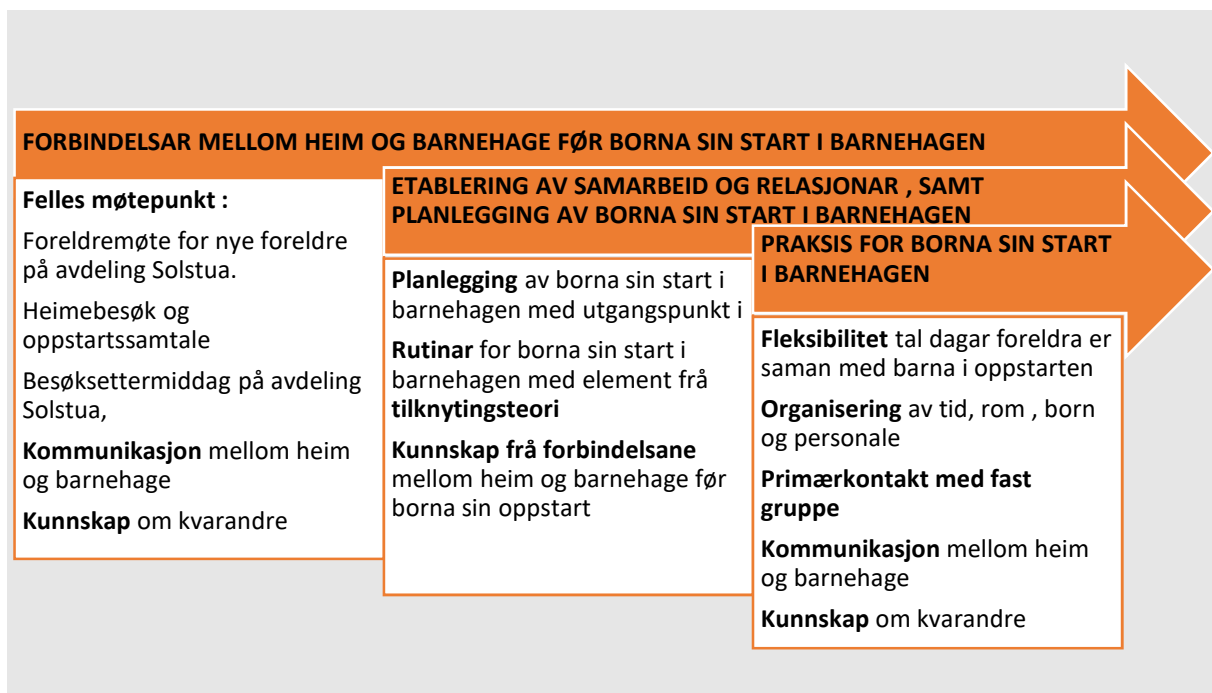 FORBINDELSAR MELLOM HEIM OG BARNEHAGE FØR BORNA SIN START I BARNEHAGEN
Felles møtepunkt :
Foreldremøte for nye foreldre
på avdeling Solstua.
Heimebesøk og
oppstartssamtale
Besøksettermiddag på avdeling
Solstua,
Kommunikasjon mellom heim
og barnehage
Kunnskap om kvarandre
ETABLERING AV SAMARBEID OG RELASJONAR , SAMT
PLANLEGGING AV BORNA SIN START I BARNEHAGEN
Planlegging av borna sin start i
barnehagen med utgangspunkt i
Rutinar for borna sin start i
barnehagen med element frå
tilknytingsteori
Kunnskap frå forbindelsane
mellom heim og barnehage før
borna sin oppstart
PRAKSIS FOR BORNA SIN START
I BARNEHAGEN
Fleksibilitet tal dagar foreldra er
saman med barna i oppstarten
Organisering av tid, rom , born
og personale
Primærkontakt med fast
gruppe
Kommunikasjon mellom heim
og barnehage
Kunnskap om kvarandre